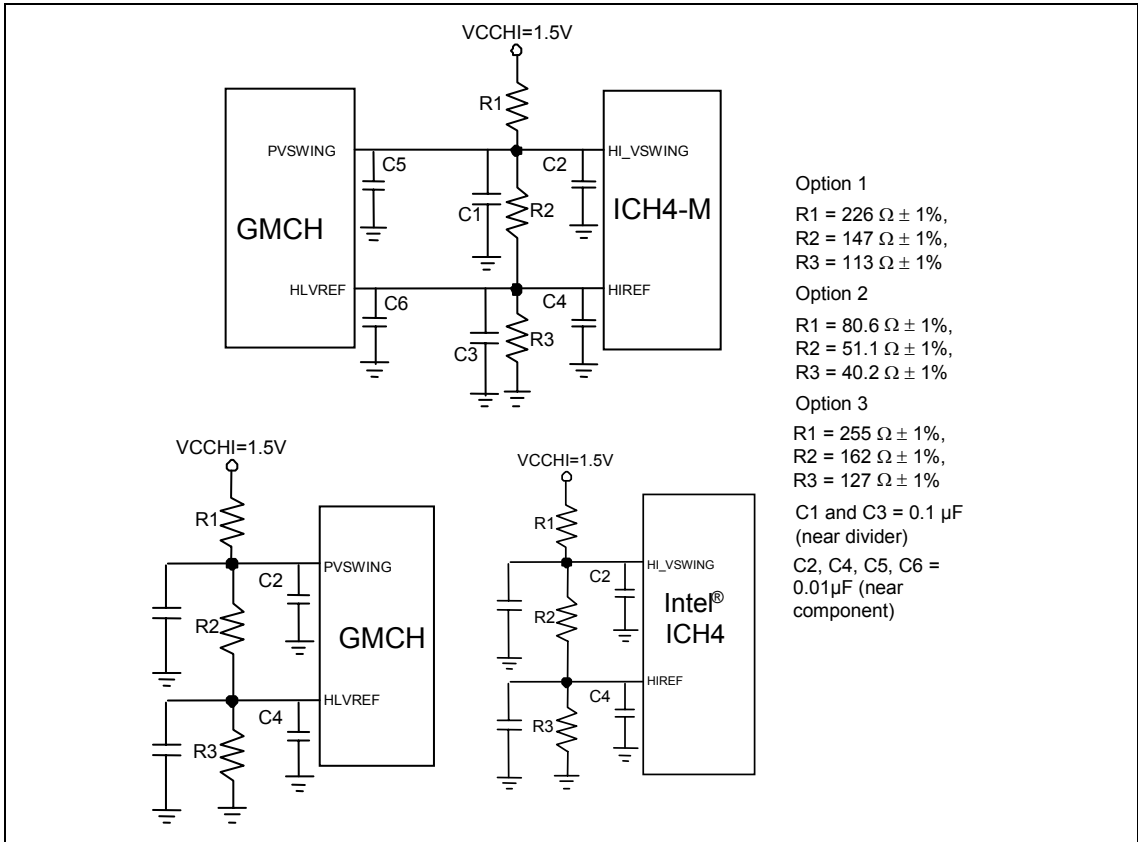 VCCHI=1.5V
R1
PVSWING
C5
C2
HI_VSWING
C1
R2
GMCH
ICH4-M
HLVREF
C6
C4
HIREF
C3
R3
Option 1
R1 = 226 Ω ± 1%,
R2 = 147 Ω ± 1%,
R3 = 113 Ω ± 1%
Option 2
R1 = 80.6 Ω ± 1%,
R2 = 51.1 Ω ± 1%,
R3 = 40.2 Ω ± 1%
Option 3
R1 = 255 Ω ± 1%,
R2 = 162 Ω ± 1%,
R3 = 127 Ω ± 1%
C1 and C3 = 0.1 µF
(near divider)
C2, C4, C5, C6 =
0.01µF (near
component)
VCCHI=1.5V
R1
PVSWING
C2
R2
GMCH
HLVREF
C4
R3
VCCHI=1.5V
R1
HI_VSWING
C2
R2
Intel®
ICH4
HIREF
C4
R3